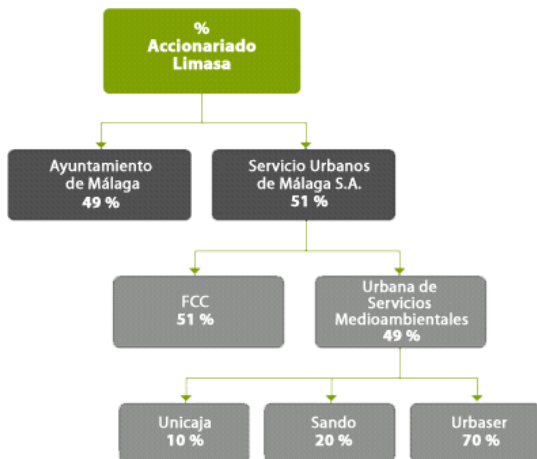 %
Accionariado
Limasa
Ayuntamiento
de Málaga
49 %
Servicio Urbanos
de Málaga S.A.
51 %
FCC
51 %
Urbana de
Servicios
Medioambientales
49 %
Unicaja
10 %
Sando
20 %
Urbaser
70 %